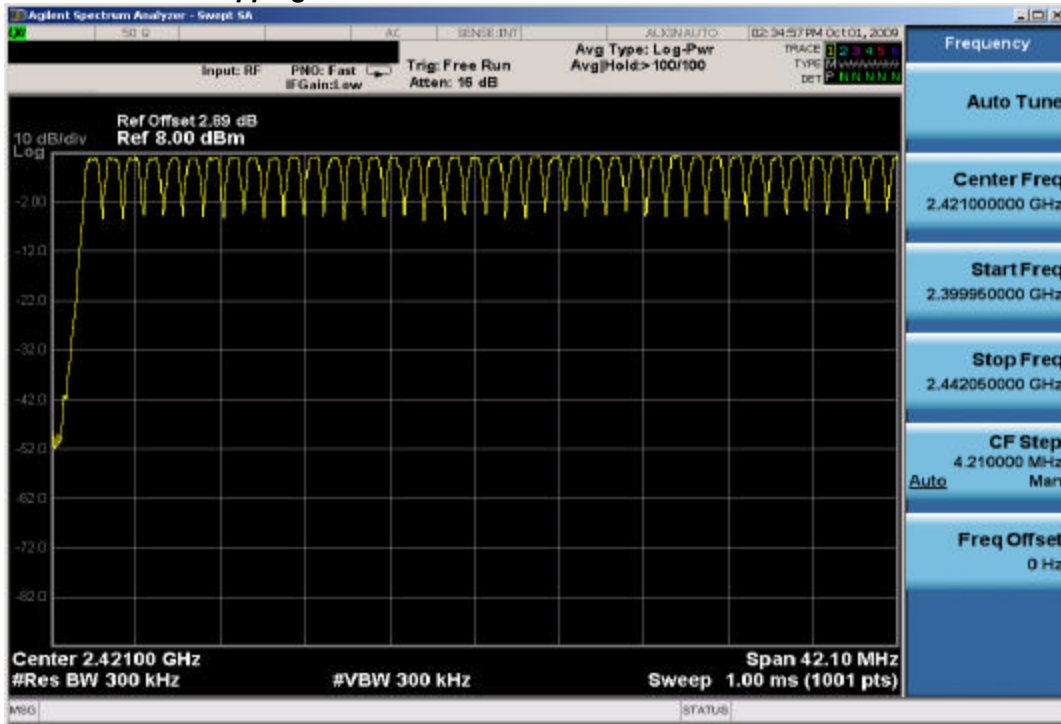 Agilent Spectrum Analyzer - Swept SA
50 Ω AC SENSE:INT ALIGNAUTO 02:34:57 PM Oct 01, 2009
Input: RF PNO: Fast Trig: Free Run Avg Type: Log-Pwr TRACE 1 2 3 4 5 6
IFGain:Low Atten: 16 dB Avg|Hold:> 100/100 TYPE M
DET P N N N N N
Ref Offset 2.89 dB
10 dB/div Ref 8.00 dBm
Log
-2.00
-12.0
-22.0
-32.0
-42.0
-52.0
-62.0
-72.0
-82.0
Center 2.42100 GHz Span 42.10 MHz
#Res BW 300 kHz #VBW 300 kHz Sweep 1.00 ms (1001 pts)
MSG STATUS
Frequency
Auto Tune
Center Freq
2.421000000 GHz
Start Freq
2.399950000 GHz
Stop Freq
2.442050000 GHz
CF Step
4.210000 MHz
Auto Man
Freq Offset
0 Hz